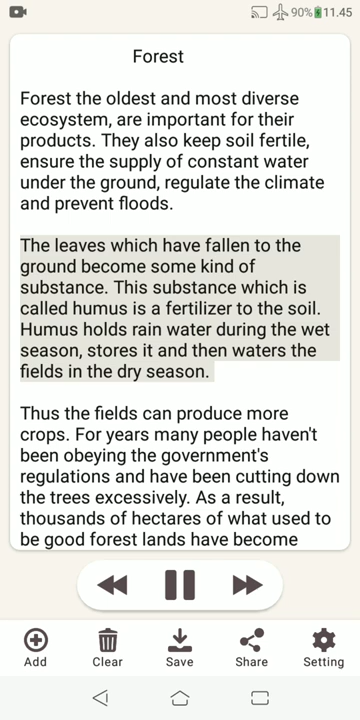 90% 11.45
Forest
Forest the oldest and most diverse
ecosystem, are important for their
products. They also keep soil fertile,
ensure the supply of constant water
under the ground, regulate the climate
and prevent floods.
The leaves which have fallen to the
ground become some kind of
substance. This substance which is
called humus is a fertilizer to the soil.
Humus holds rain water during the wet
season, stores it and then waters the
fields in the dry season.
Thus the fields can produce more
crops. For years many people haven't
been obeying the government's
regulations and have been cutting down
the trees excessively. As a result,
thousands of hectares of what used to
be good forest lands have become
Add Clear Save Share Setting